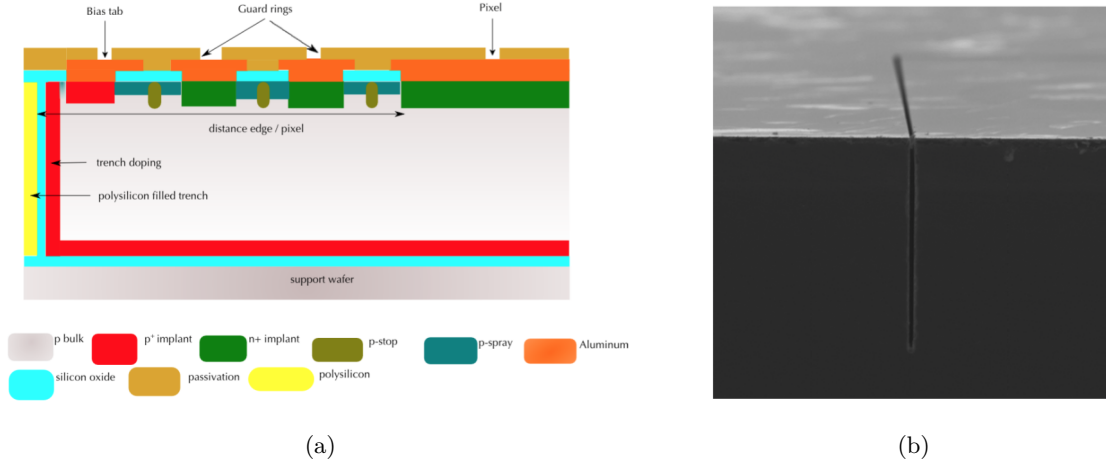 Bias tab
Guard rings
Pixel
distance edge / pixel
trench doping
polysilicon filled trench
support wafer
p bulk
p+ implant
n+ implant
p-stop
p-spray
Aluminum
silicon oxide
passivation
polysilicon
(a)
(b)